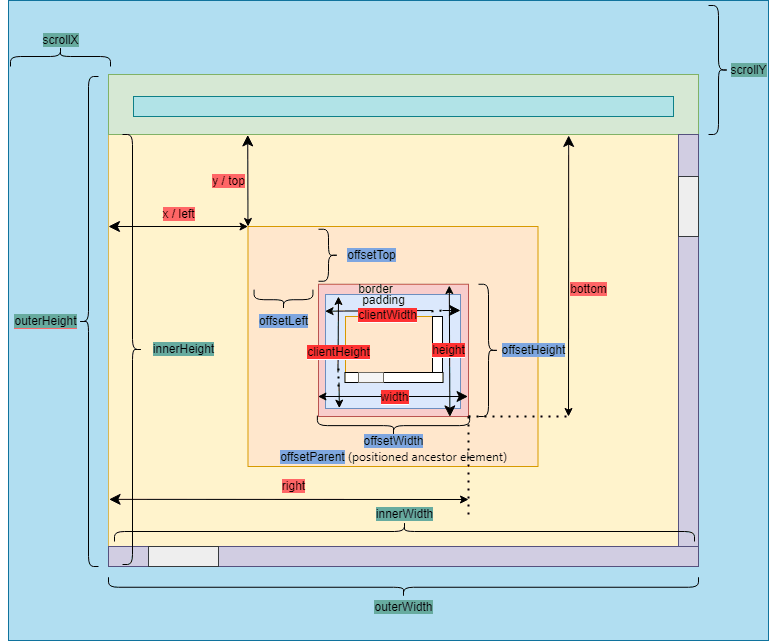 scrollX
scrollY
y / top
x / left
offsetTop
border
bottom
padding
clientWidth
outerHeight
offsetLeft
innerHeight
clientHeight
height
offsetHeight
width
offsetWidth
offsetParent (positioned ancestor element)
right
innerWidth
outerWidth